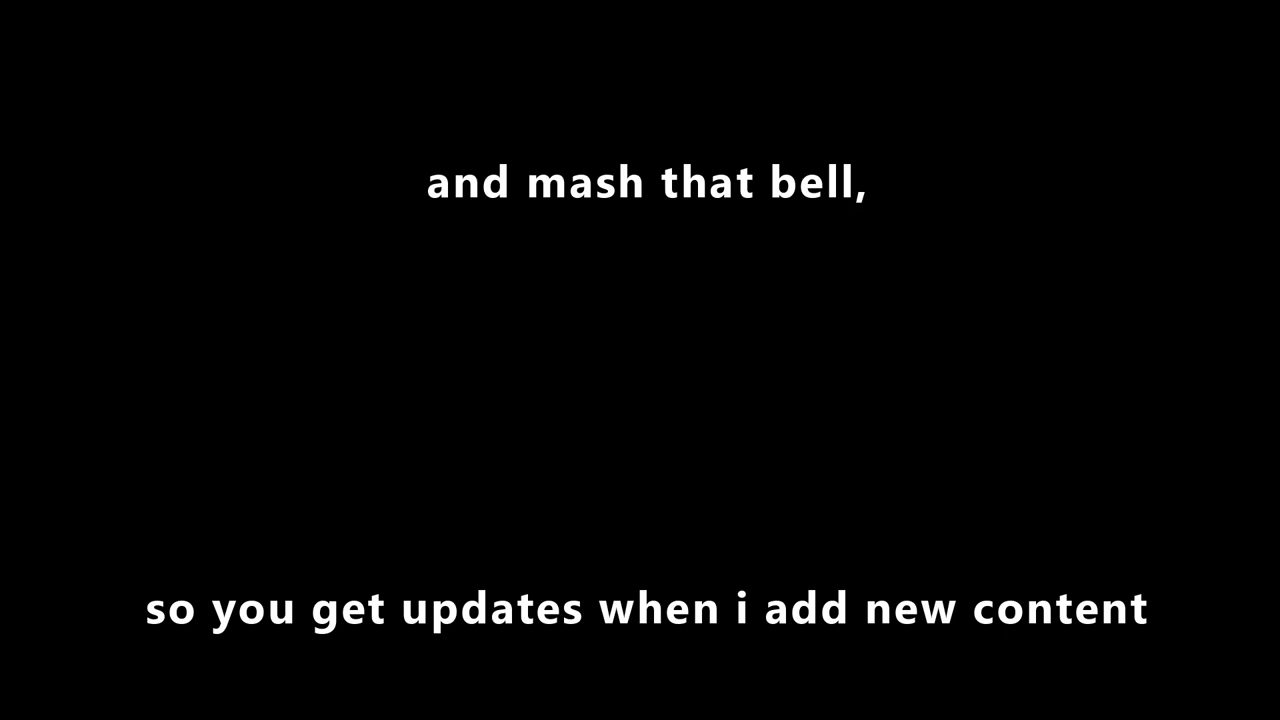 and mash that bell,
so you get updates when i add new content